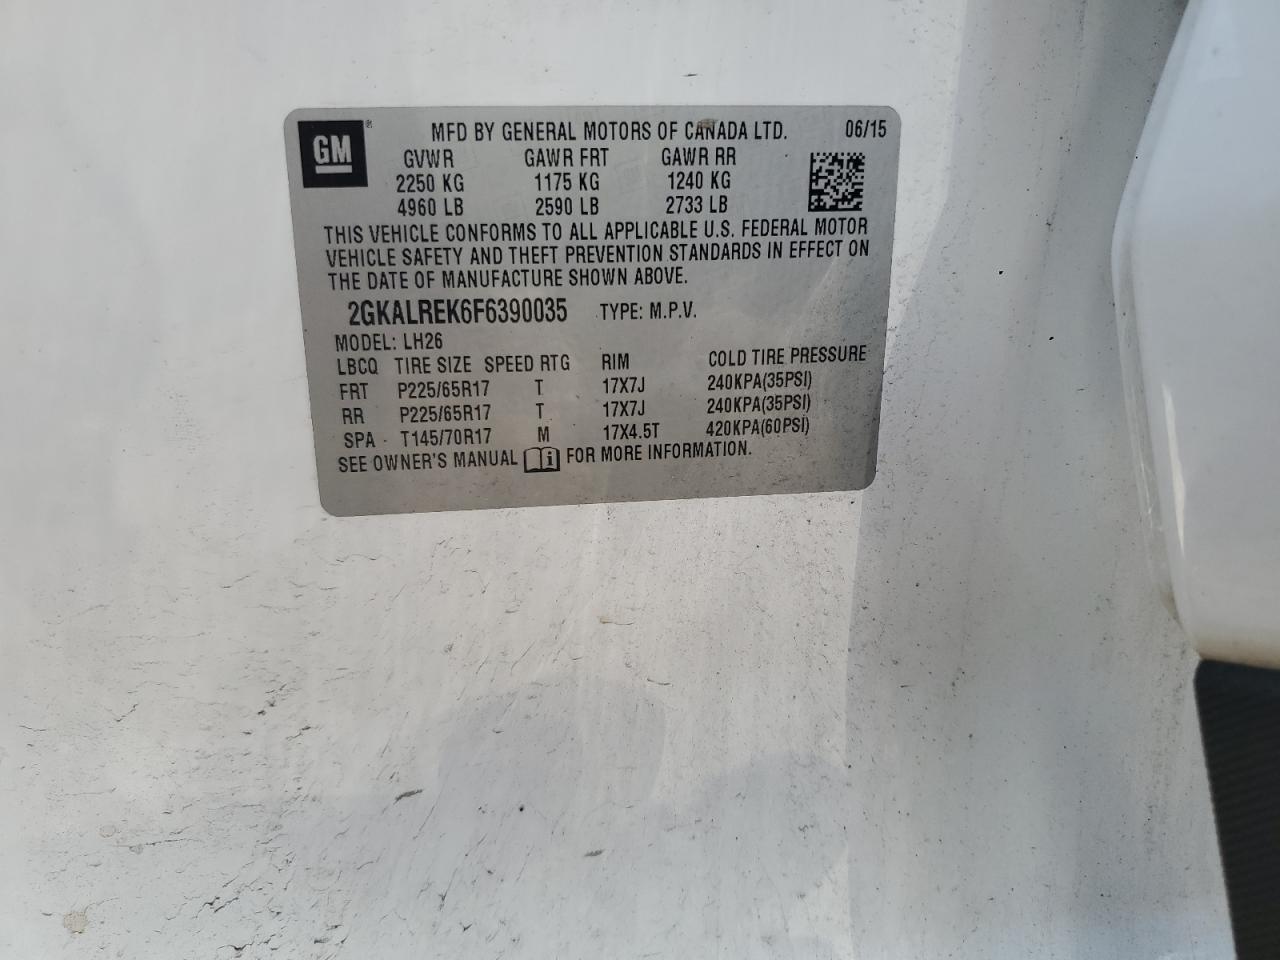 GM ®
MFD BY GENERAL MOTORS OF CANADA LTD. 06/15
GVWR GAWR FRT GAWR RR
2250 KG 1175 KG 1240 KG
4960 LB 2590 LB 2733 LB
THIS VEHICLE CONFORMS TO ALL APPLICABLE U.S. FEDERAL MOTOR
VEHICLE SAFETY AND THEFT PREVENTION STANDARDS IN EFFECT ON
THE DATE OF MANUFACTURE SHOWN ABOVE.
2GKALREK6F6390035 TYPE: M.P.V.
MODEL: LH26
LBCQ TIRE SIZE SPEED RTG RIM COLD TIRE PRESSURE
FRT P225/65R17 T 17X7J 240KPA(35PSI)
RR P225/65R17 T 17X7J 240KPA(35PSI)
SPA T145/70R17 M 17X4.5T 420KPA(60PSI)
SEE OWNER'S MANUAL i FOR MORE INFORMATION.